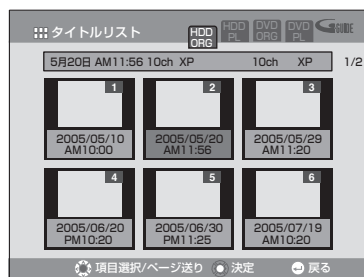 タイトルリスト
HDD ORG
HDD PL
DVD ORG
DVD PL
G GUIDE
5月20日 AM11:56 10ch XP 10ch XP 1/2
1 2 3
2005/05/10 2005/05/20 2005/05/29
AM10:00 AM11:56 AM11:20
4 5 6
2005/06/20 2005/06/30 2005/07/19
PM10:20 PM11:25 AM10:20
項目選択/ページ送り 決定 戻る